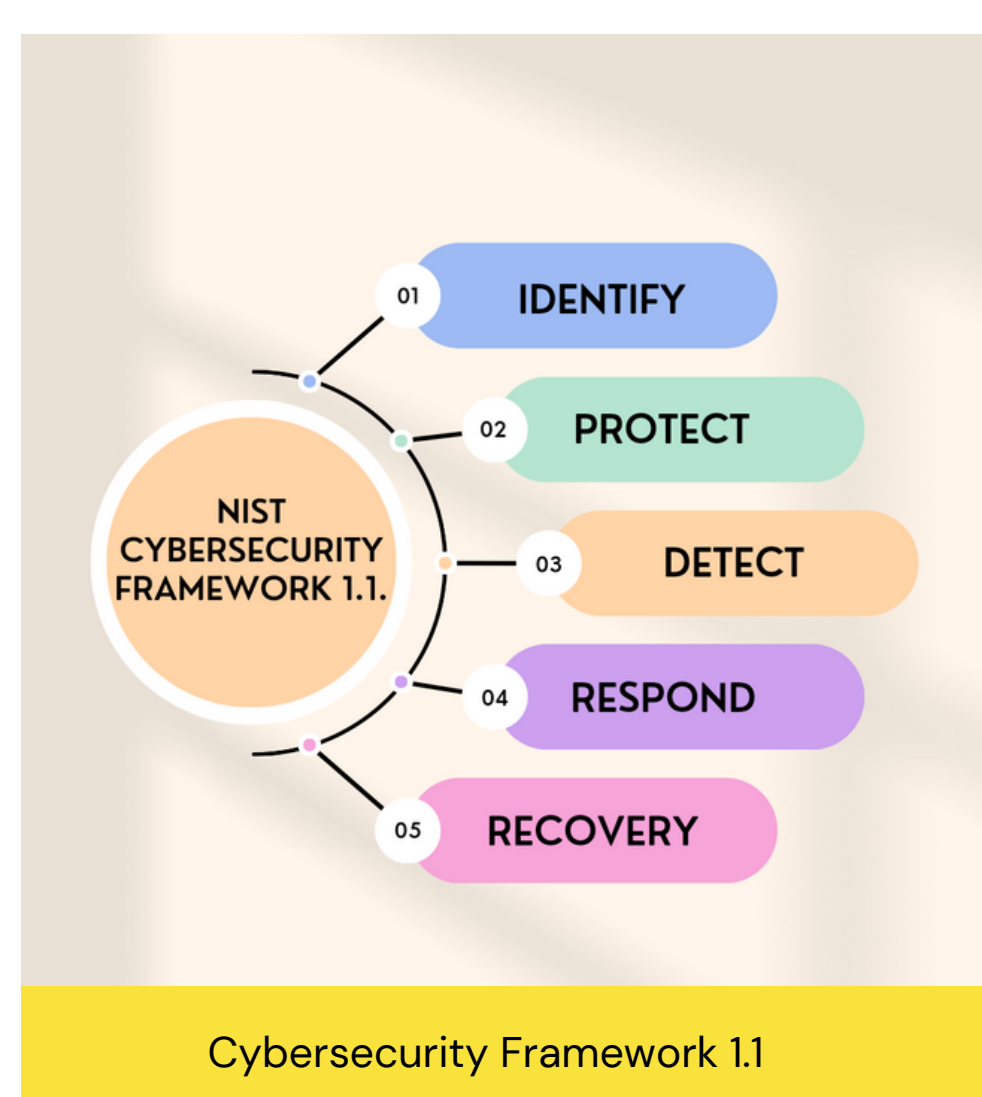 01
IDENTIFY
02
PROTECT
NIST
CYBERSECURITY
FRAMEWORK 1.1.
03
DETECT
04
RESPOND
05
RECOVERY
Cybersecurity Framework 1.1